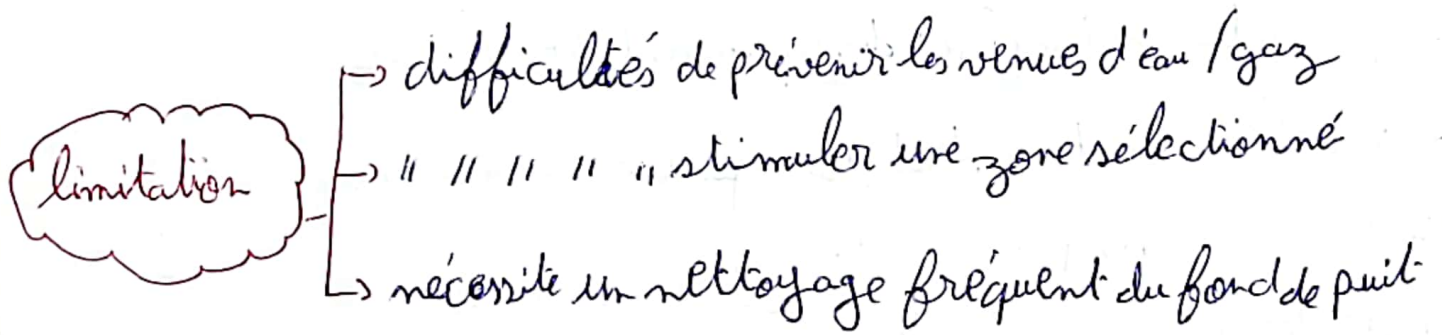 limitation
→ difficultés de prévenir les venues d'éau / gaz
→ " " " " " stimuler une zone sélectionné
→ nécessite un nettoyage fréquent du fond de puit